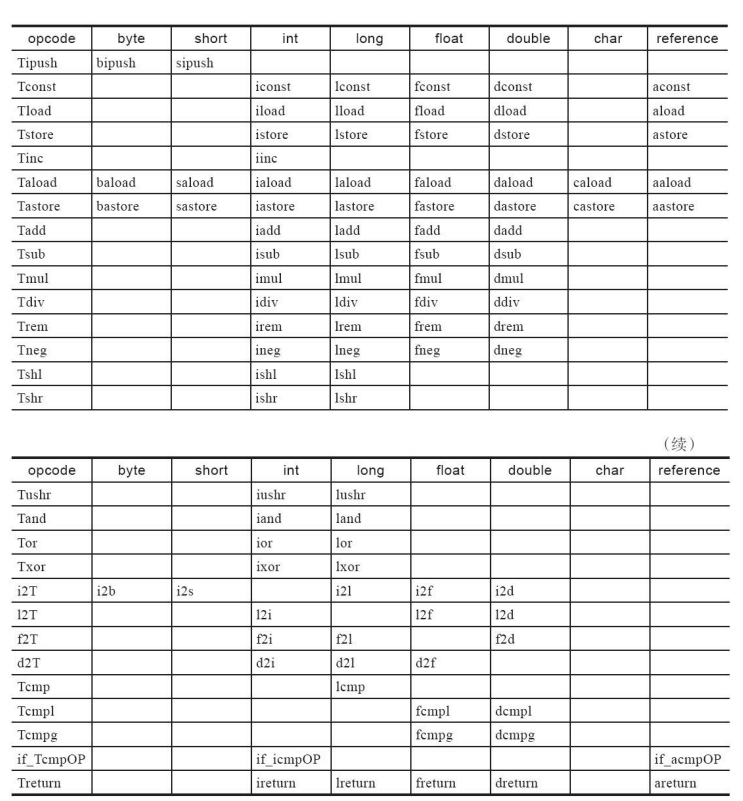 opcode byte short int long float double char reference
Tipush bipush sipush
Tconst iconst lconst fconst dconst aconst
Tload iload lload fload dload aload
Tstore istore lstore fstore dstore astore
Tinc iinc
Taload baload saload iaload laload faload daload caload aaload
Tastore bastore sastore iastore lastore fastore dastore castore aastore
Tadd iadd ladd fadd dadd
Tsub isub lsub fsub dsub
Tmul imul lmul fmul dmul
Tdiv idiv ldiv fdiv ddiv
Trem irem lrem frem drem
Tneg ineg lneg fneg dneg
Tshl ishl lshl
Tshr ishr lshr
（续）
opcode byte short int long float double char reference
Tushr iushr lushr
Tand iand land
Tor ior lor
Txor ixor lxor
i2T i2b i2s i2l i2f i2d
l2T l2i l2f l2d
f2T f2i f2l f2d
d2T d2i d2l d2f
Tcmp lcmp
Tcmpl fcmpl dcmpl
Tcmpg fcmpg dcmpg
if_TcmpOP if_icmpOP if_acmpOP
Treturn ireturn lreturn freturn dreturn areturn